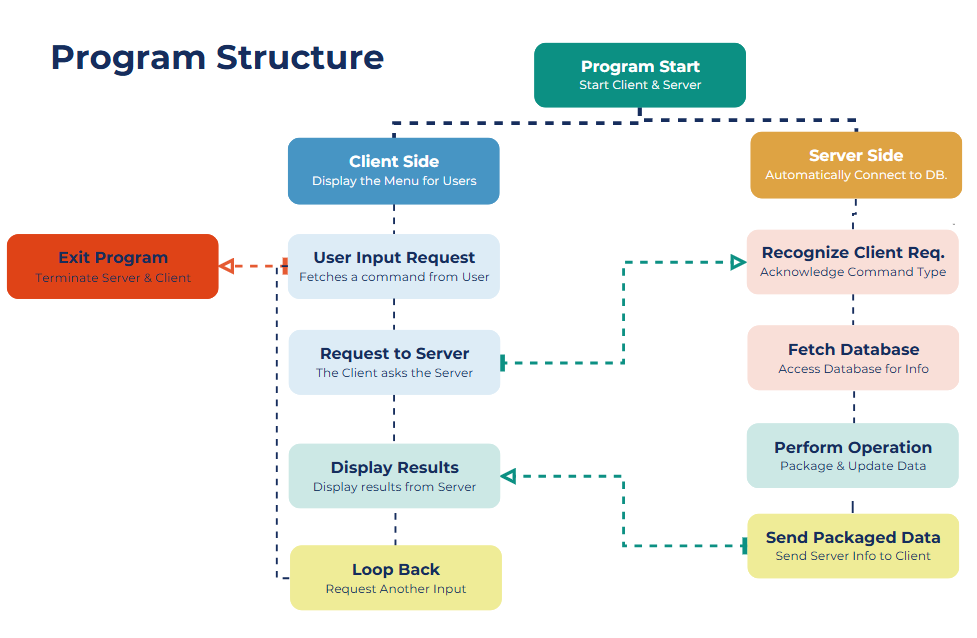 Program Structure
Program Start
Start Client & Server
Client Side
Display the Menu for Users
Server Side
Automatically Connect to DB.
Exit Program
Terminate Server & Client
User Input Request
Fetches a command from User
Recognize Client Req.
Acknowledge Command Type
Request to Server
The Client asks the Server
Fetch Database
Access Database for Info
Display Results
Display results from Server
Perform Operation
Package & Update Data
Send Packaged Data
Send Server Info to Client
Loop Back
Request Another Input